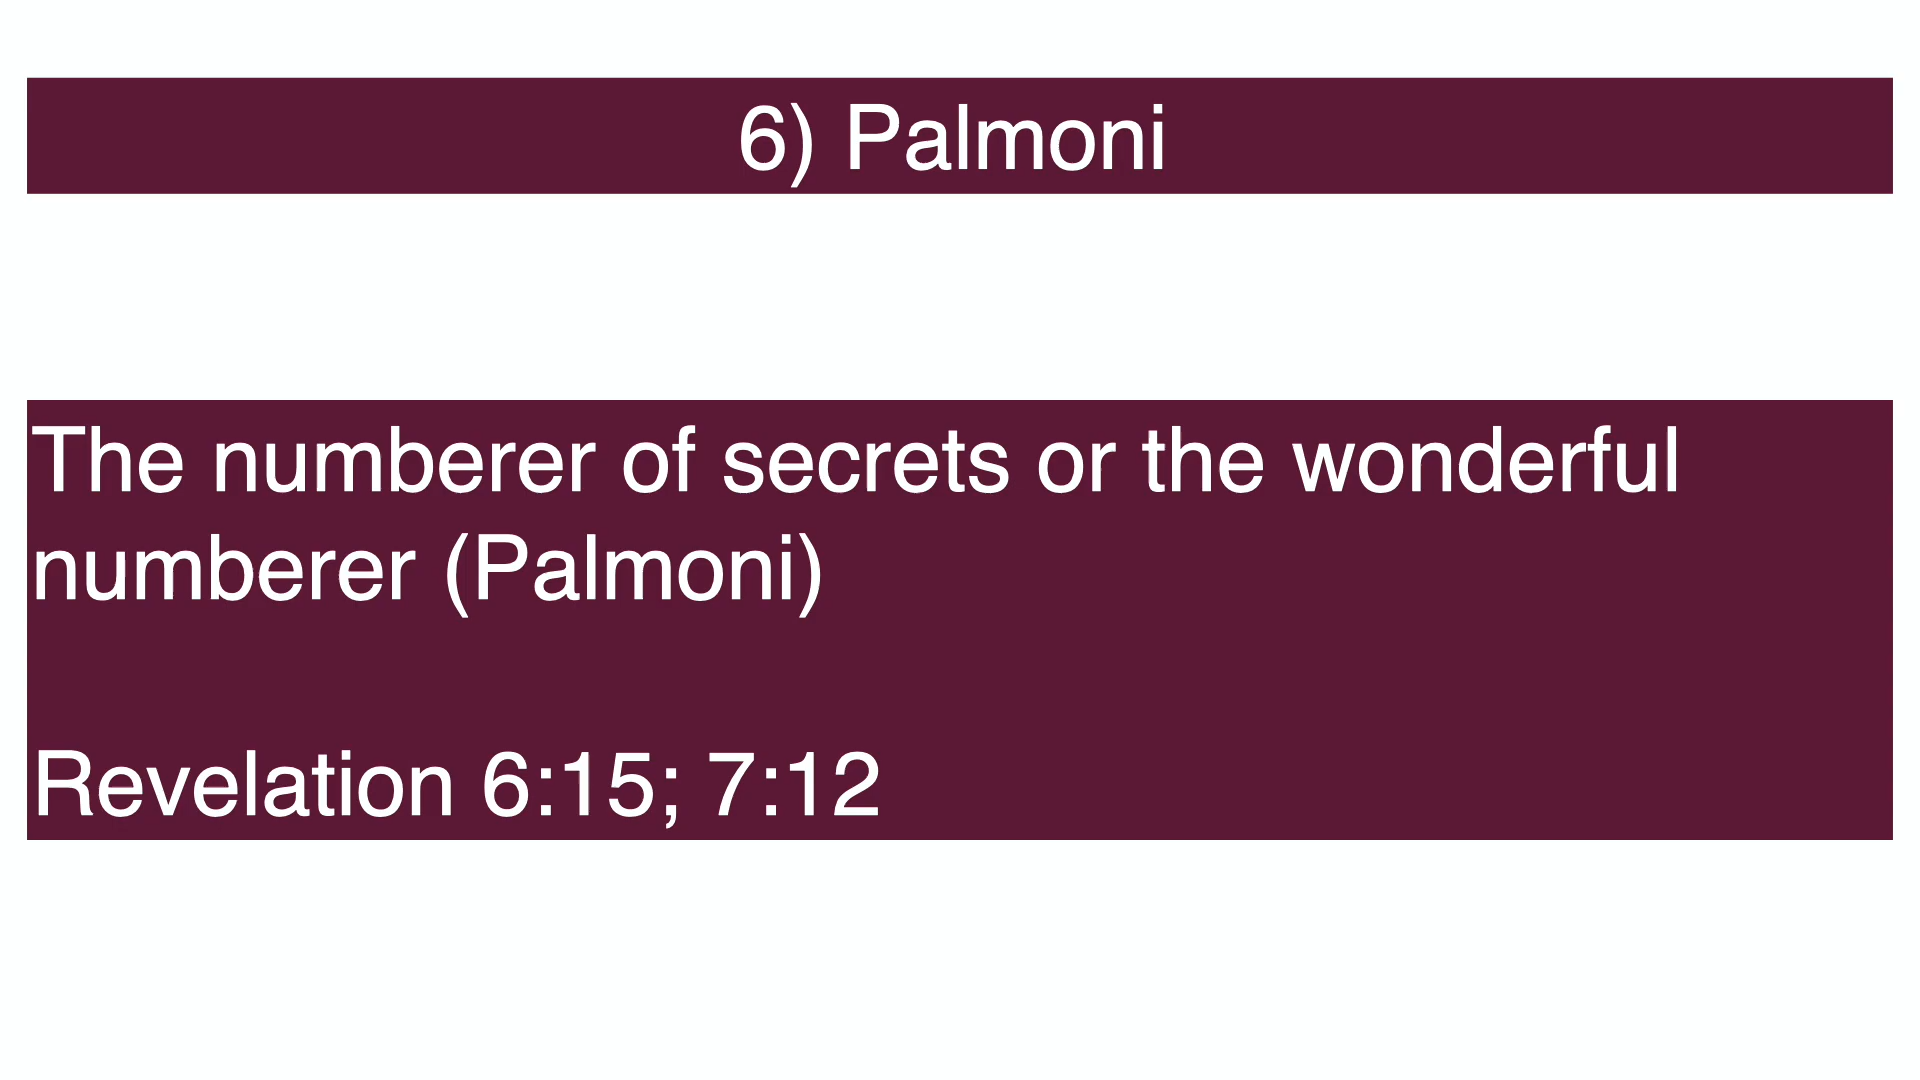 6) Palmoni
The numberer of secrets or the wonderful
numberer (Palmoni)
Revelation 6:15; 7:12